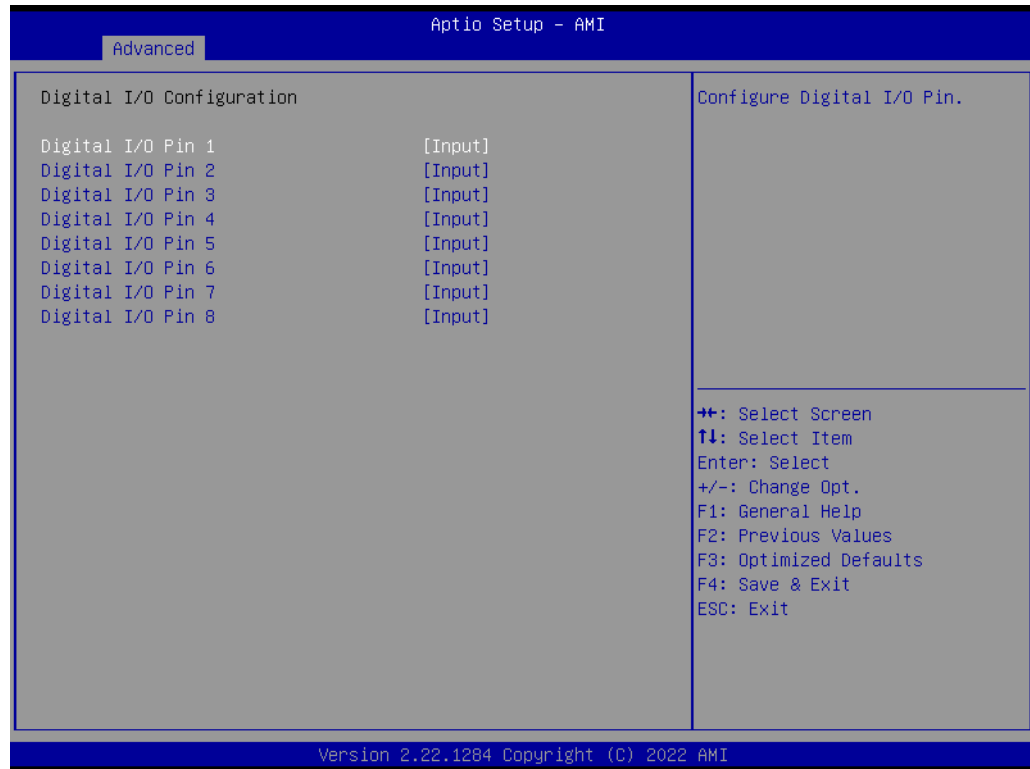 Aptio Setup - AMI
Advanced
Digital I/O Configuration
Digital I/O Pin 1 [Input]
Digital I/O Pin 2 [Input]
Digital I/O Pin 3 [Input]
Digital I/O Pin 4 [Input]
Digital I/O Pin 5 [Input]
Digital I/O Pin 6 [Input]
Digital I/O Pin 7 [Input]
Digital I/O Pin 8 [Input]
Configure Digital I/O Pin.
→←: Select Screen
↑↓: Select Item
Enter: Select
+/-: Change Opt.
F1: General Help
F2: Previous Values
F3: Optimized Defaults
F4: Save & Exit
ESC: Exit
Version 2.22.1284 Copyright (C) 2022 AMI